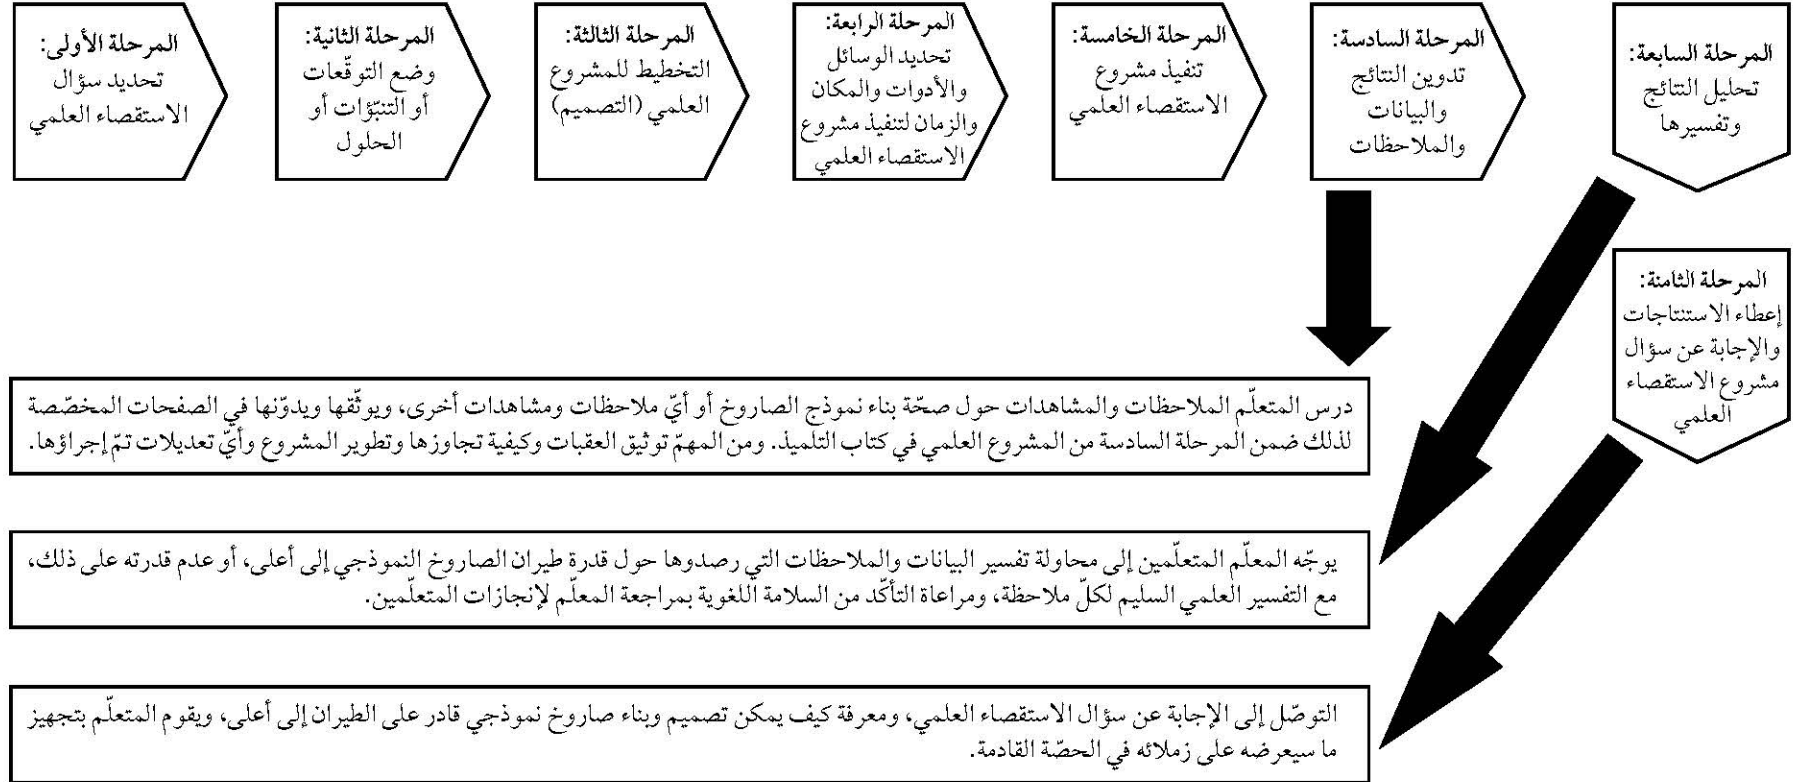 المرحلة الأولى:
تحديد سؤال
الاستقصاء العلمي
المرحلة الثانية:
وضع التوقّعات
أو التنبّؤات أو
الحلول
المرحلة الثالثة:
التخطيط للمشروع
العلمي (التصميم)
المرحلة الرابعة:
تحديد الوسائل
والأدوات والمكان
والزمان لتنفيذ مشروع
الاستقصاء العلمي
المرحلة الخامسة:
تنفيذ مشروع
الاستقصاء العلمي
المرحلة السادسة:
تدوين النتائج
والبيانات
والملاحظات
المرحلة السابعة:
تحليل النتائج
وتفسيرها
المرحلة الثامنة:
إعطاء الاستنتاجات
والإجابة عن سؤال
مشروع الاستقصاء
العلمي
درس المتعلّم الملاحظات والمشاهدات حول صحّة بناء نموذج الصاروخ أو أيّ ملاحظات ومشاهدات أخرى، ويوثّقها ويدوّنها في الصفحات المخصّصة
لذلك ضمن المرحلة السادسة من المشروع العلمي في كتاب التلميذ. ومن المهمّ توثيق العقبات وكيفية تجاوزها وتطوير المشروع وأيّ تعديلات تمّ إجراؤها.
يوجّه المعلّم المتعلّمين إلى محاولة تفسير البيانات والملاحظات التي رصدوها حول قدرة طيران الصاروخ النموذجي إلى أعلى، أو عدم قدرته على ذلك،
مع التفسير العلمي السليم لكلّ ملاحظة، ومراعاة التأكّد من السلامة اللغوية بمراجعة المعلّم لإنجازات المتعلّمين.
التوصّل إلى الإجابة عن سؤال الاستقصاء العلمي، ومعرفة كيف يمكن تصميم وبناء صاروخ نموذجي قادر على الطيران إلى أعلى، ويقوم المتعلّم بتجهيز
ما سيعرضه على زملائه في الحصّة القادمة.